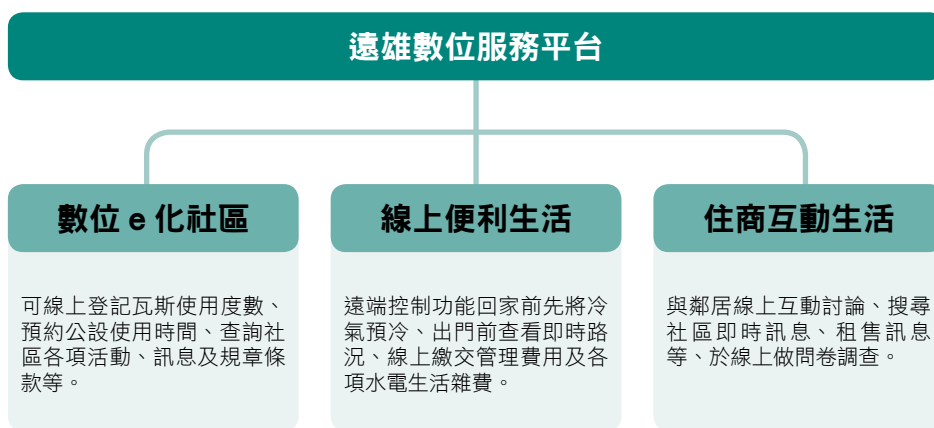 遠雄數位服務平台
數位 e 化社區
可線上登記瓦斯使用度數、
預約公設使用時間、查詢社
區各項活動、訊息及規章條
款等。
線上便利生活
遠端控制功能回家前先將冷
氣預冷、出門前查看即時路
況、線上繳交管理費用及各
項水電生活雜費。
住商互動生活
與鄰居線上互動討論、搜尋
社區即時訊息、租售訊息
等、於線上做問卷調查。